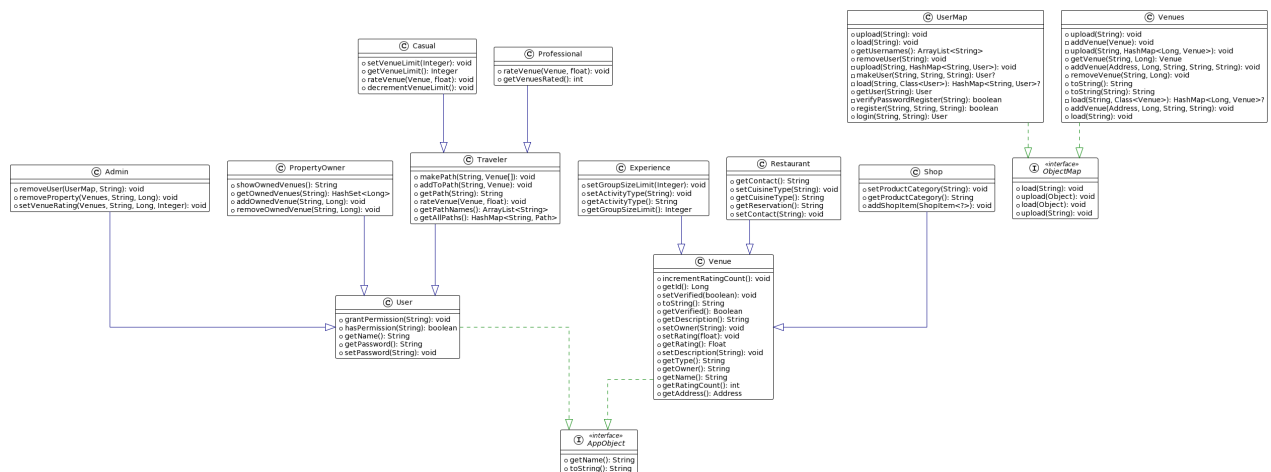 C UserMap
upload(String): void
load(String): void
getUsernames(): ArrayList<String>
removeUser(String): void
upload(String, HashMap<String, User>): void
makeUser(String, String, String): User?
load(String, Class<User>): HashMap<String, User>?
getUser(String): User
verifyPasswordRegister(String): boolean
register(String, String, String): boolean
login(String, String): User
C Venues
upload(String): void
addVenue(Venue): void
upload(String, HashMap<Long, Venue>): void
getVenue(String, Long): Venue
addVenue(Address, Long, String, String, String): void
removeVenue(String, Long): void
toString(): String
toString(String): String
load(String, Class<Venue>): HashMap<Long, Venue>?
addVenue(Address, Long, String, String): void
load(String): void
C Casual
setVenueLimit(Integer): void
getVenueLimit(): Integer
rateVenue(Venue, float): void
decrementVenueLimit(): void
C Professional
rateVenue(Venue, float): void
getVenuesRated(): int
C Admin
removeUser(UserMap, String): void
removeProperty(Venues, String, Long): void
setVenueRating(Venues, String, Long, Integer): void
C PropertyOwner
showOwnedVenues(): String
getOwnedVenues(String): HashSet<Long>
addOwnedVenue(String, Long): void
removeOwnedVenue(String, Long): void
C Traveler
makePath(String, Venue[]): void
addToPath(String, Venue): void
getPath(String): String
rateVenue(Venue, float): void
getPathNames(): ArrayList<String>
getAllPaths(): HashMap<String, Path>
C Experience
setGroupSizeLimit(Integer): void
setActivityType(String): void
getActivityType(): String
getGroupSizeLimit(): Integer
C Restaurant
getContact(): String
setCuisineType(String): void
getCuisineType(): String
getReservation(): String
setContact(String): void
C Shop
setProductCategory(String): void
getProductCategory(): String
addShopItem(ShopItem<?>): void
I «interface»
ObjectMap
load(String): void
upload(Object): void
load(Object): void
upload(String): void
C User
grantPermission(String): void
hasPermission(String): boolean
getName(): String
getPassword(): String
setPassword(String): void
C Venue
incrementRatingCount(): void
getId(): Long
setVerified(boolean): void
toString(): String
getVerified(): Boolean
getDescription(): String
setOwner(String): void
setRating(float): void
getRating(): Float
setDescription(String): void
getType(): String
getOwner(): String
getName(): String
getRatingCount(): int
getAddress(): Address
I «interface»
AppObject
getName(): String
toString(): String